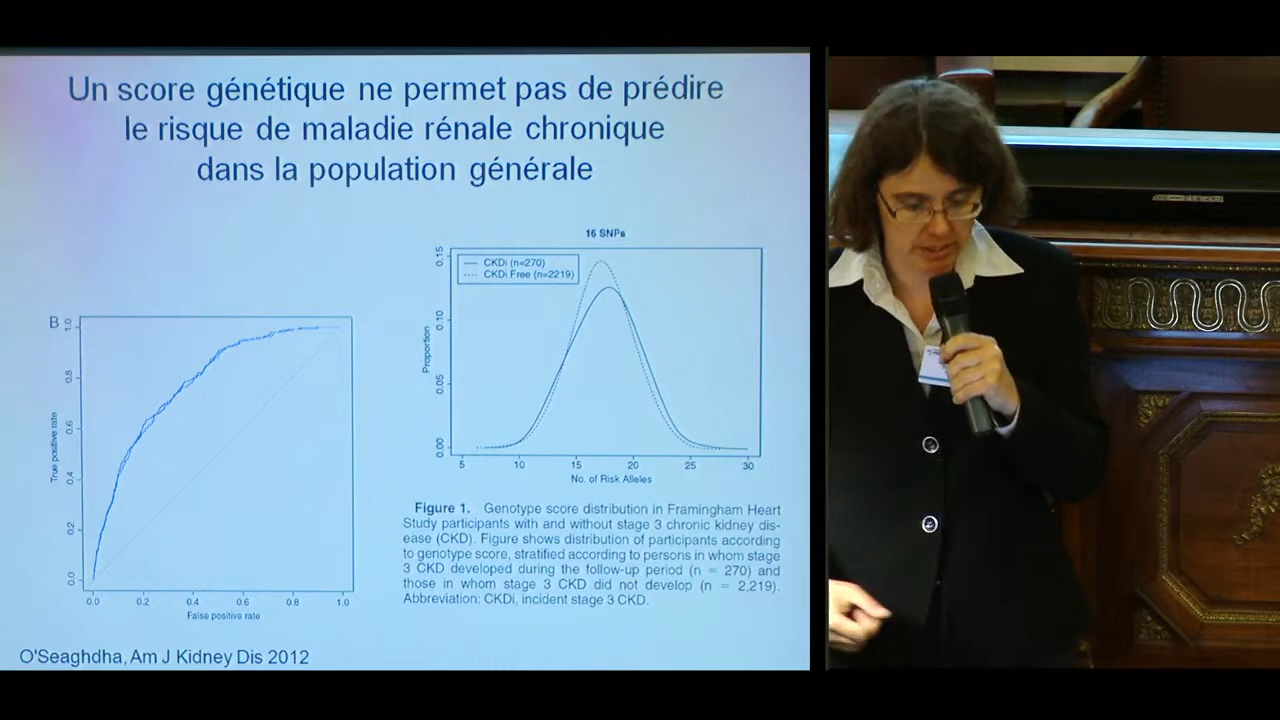 Un score génétique ne permet pas de prédire
le risque de maladie rénale chronique
dans la population générale
B
True positive rate
1.0
0.8
0.6
0.4
0.2
0.0
0.0 0.2 0.4 0.6 0.8 1.0
False positive rate
16 SNPs
CKDi (n=270)
CKDi Free (n=2219)
Proportion
0.15
0.10
0.05
0.00
5 10 15 20 25 30
No. of Risk Alleles
Figure 1. Genotype score distribution in Framingham Heart
Study participants with and without stage 3 chronic kidney dis-
ease (CKD). Figure shows distribution of participants according
to genotype score, stratified according to persons in whom stage
3 CKD developed during the follow-up period (n = 270) and
those in whom stage 3 CKD did not develop (n = 2,219).
Abbreviation: CKDi, incident stage 3 CKD.
O'Seaghdha, Am J Kidney Dis 2012